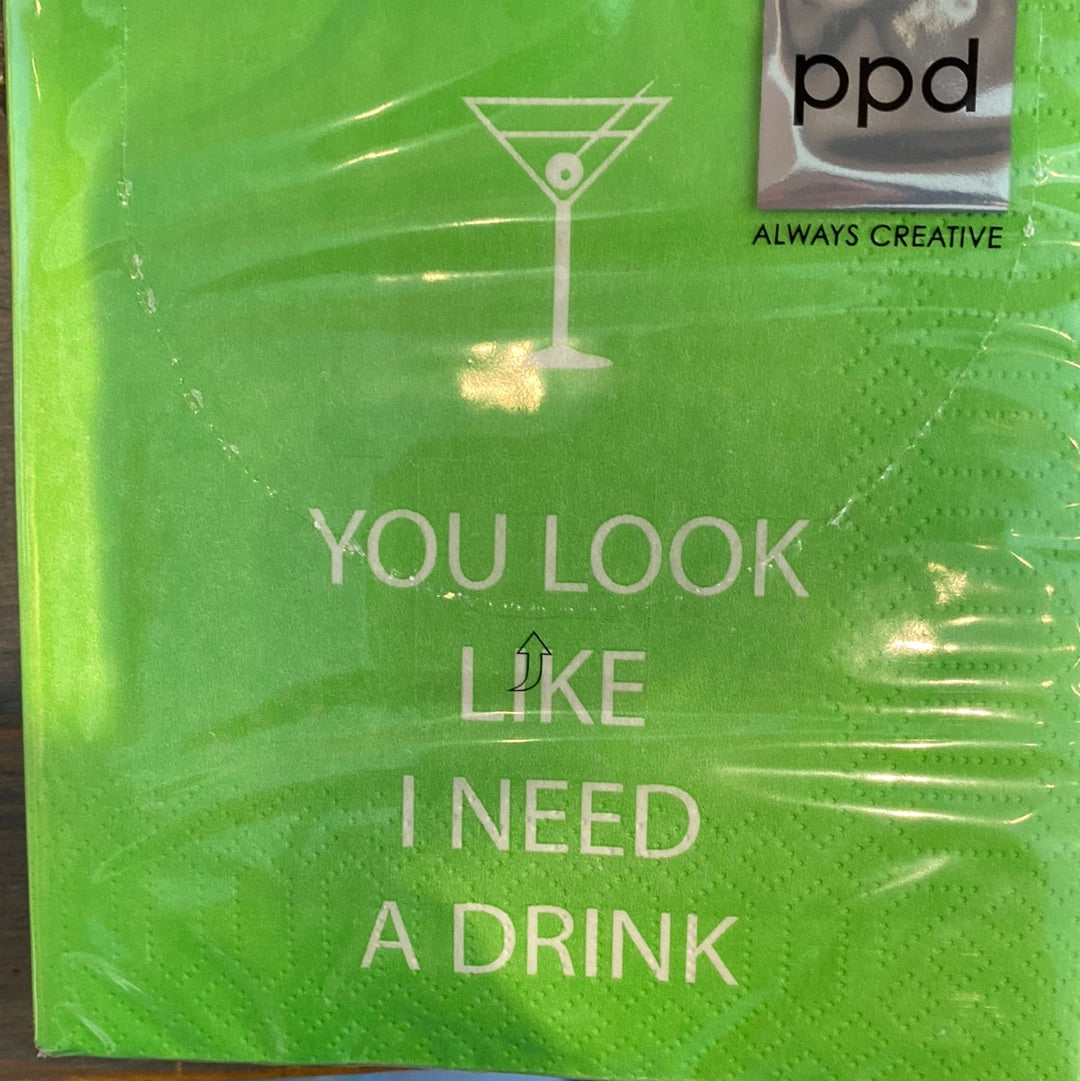 ppd
ALWAYS CREATIVE
YOU LOOK
LIKE
I NEED
A DRINK